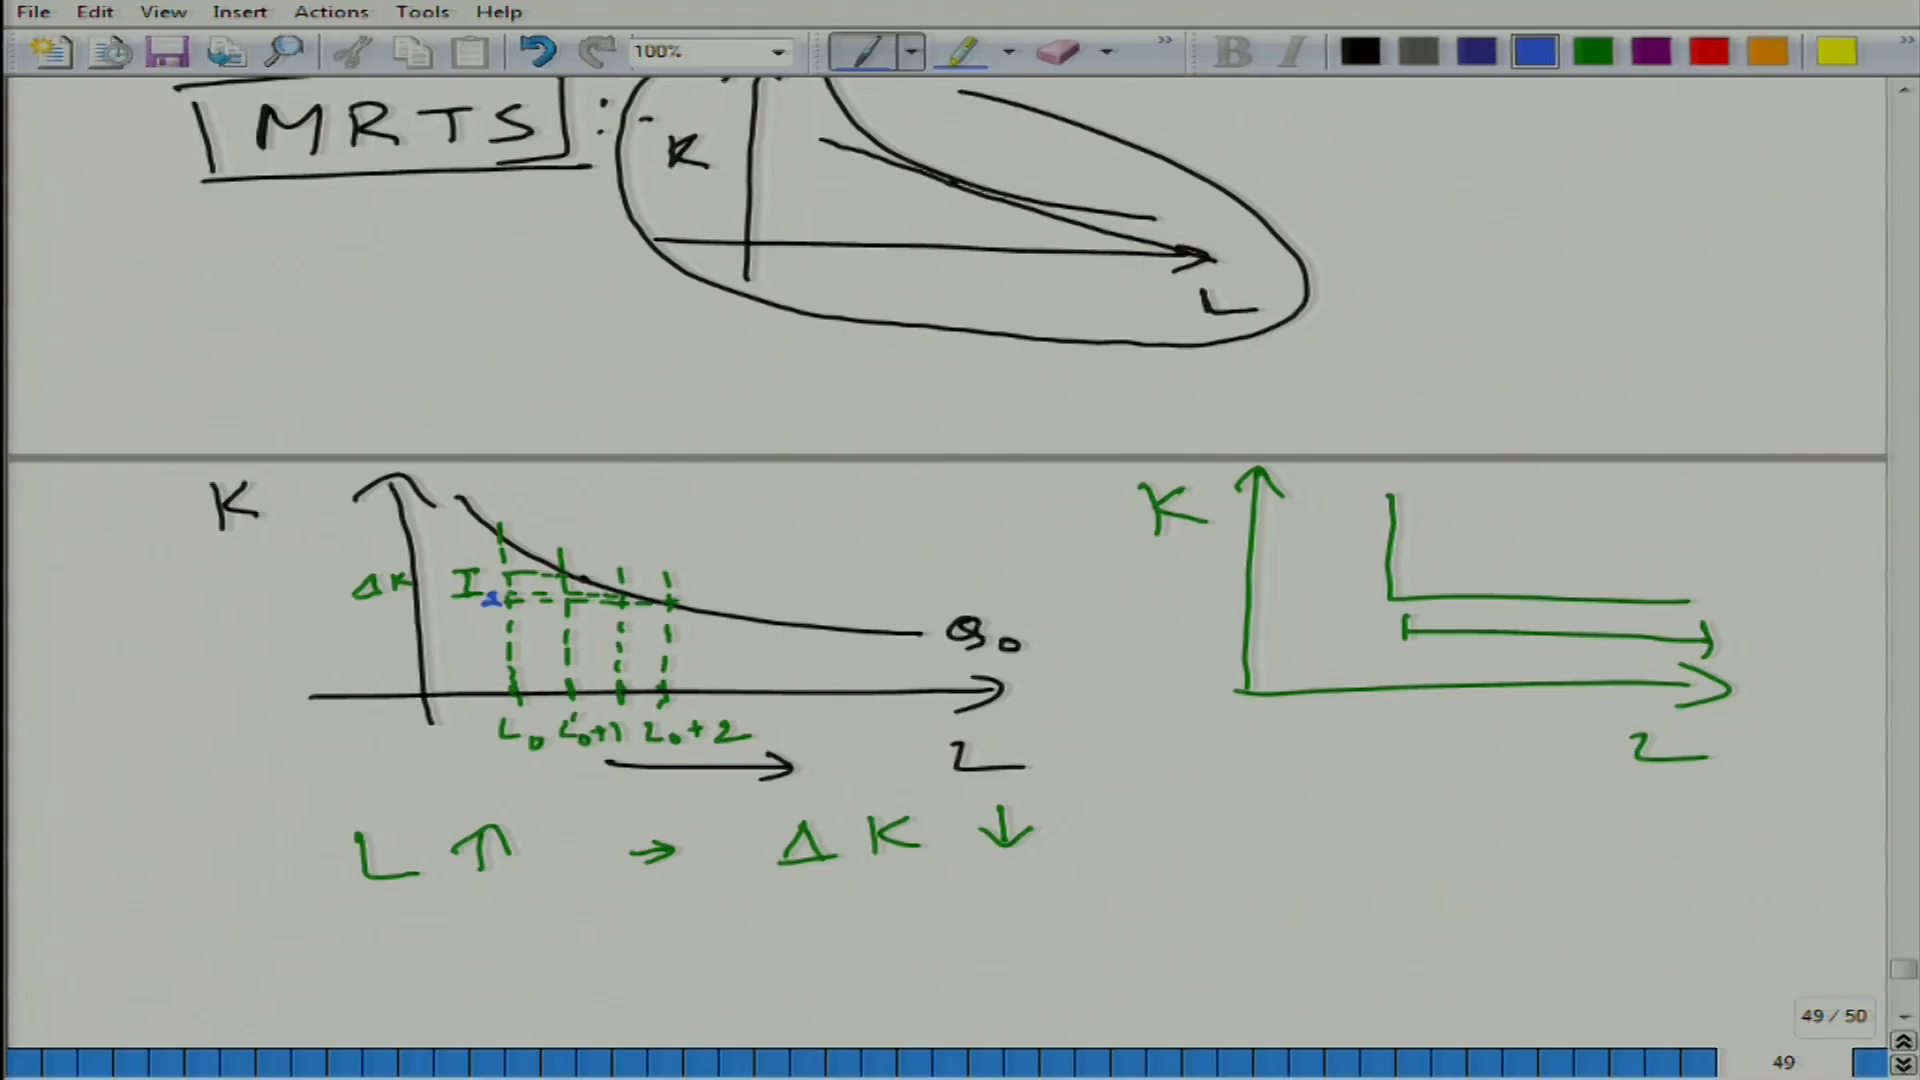 File Edit View Insert Actions Tools Help
100%
B I
MRTS :-
K
L
K
ΔK I
2
Q0
L0 L0+1 L0+2
L
L ↑ → ΔK ↓
K
L
49 / 50
49